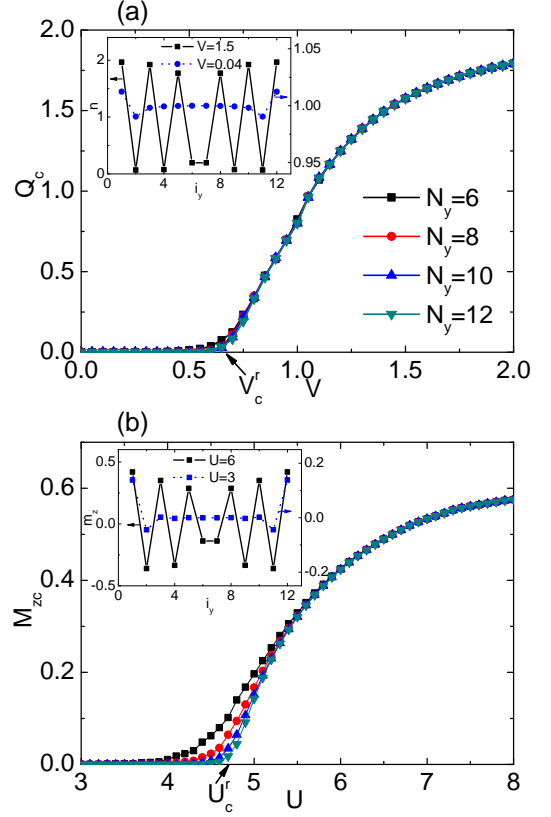 (a)
Q_c
1.8
1.2
0.6
0.0
0.0 0.5 1.0 1.5 2.0
V_c^r
V
N_y=6
N_y=8
N_y=10
N_y=12
V=1.5
V=0.04
n
2
1
0
1.05
1.00
0.95
0 4 8 12
i_y
(b)
M_zc
0.6
0.4
0.2
0.0
3 4 5 6 7 8
U_c^r
U
U=6
U=3
m_z
0.5
0.0
-0.5
0.2
0.0
-0.2
0 4 8 12
i_y